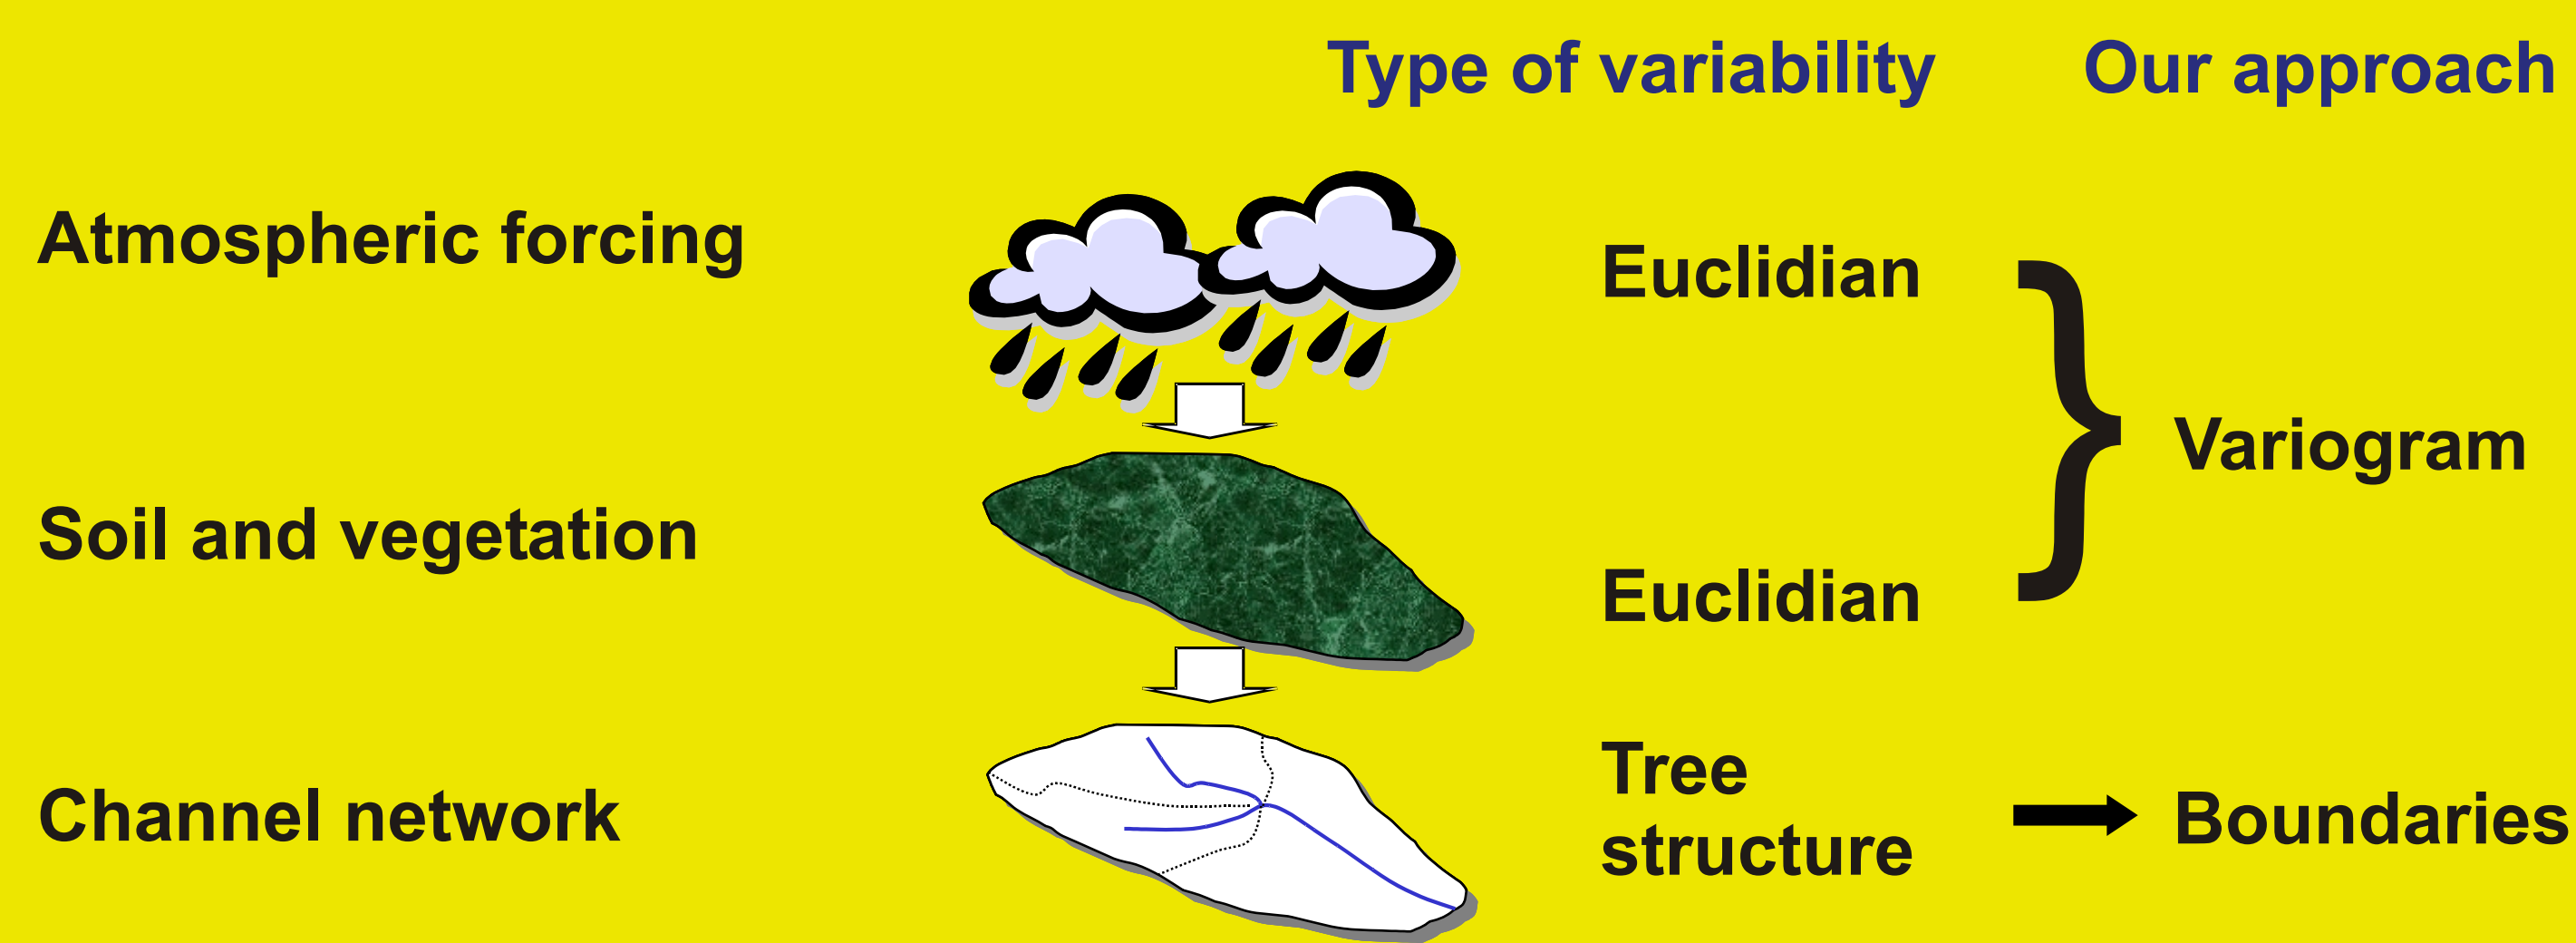 Type of variability Our approach
Atmospheric forcing
Euclidian
Variogram
Soil and vegetation
Euclidian
Channel network
Tree
structure
Boundaries